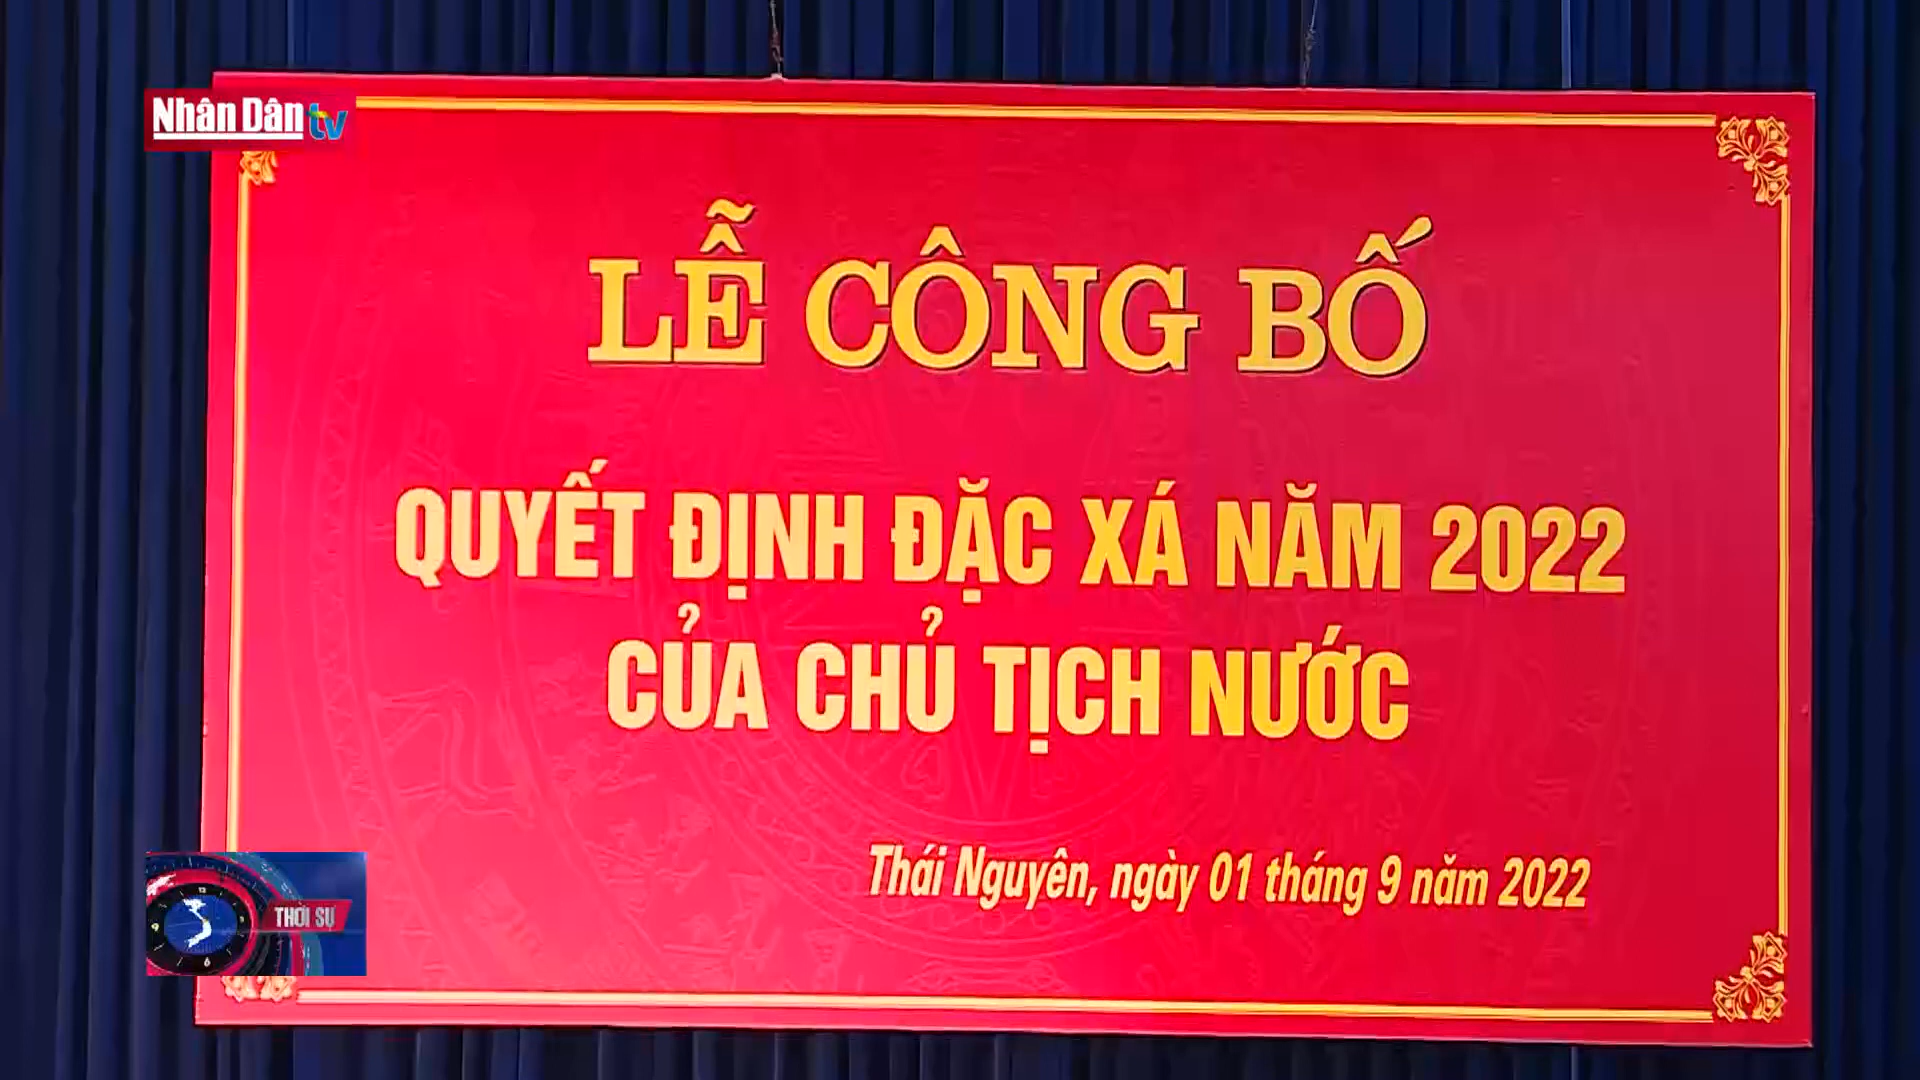 Nhân Dân tv
LỄ CÔNG BỐ
QUYẾT ĐỊNH ĐẶC XÁ NĂM 2022
CỦA CHỦ TỊCH NƯỚC
Thái Nguyên, ngày 01 tháng 9 năm 2022
THỜI SỰ